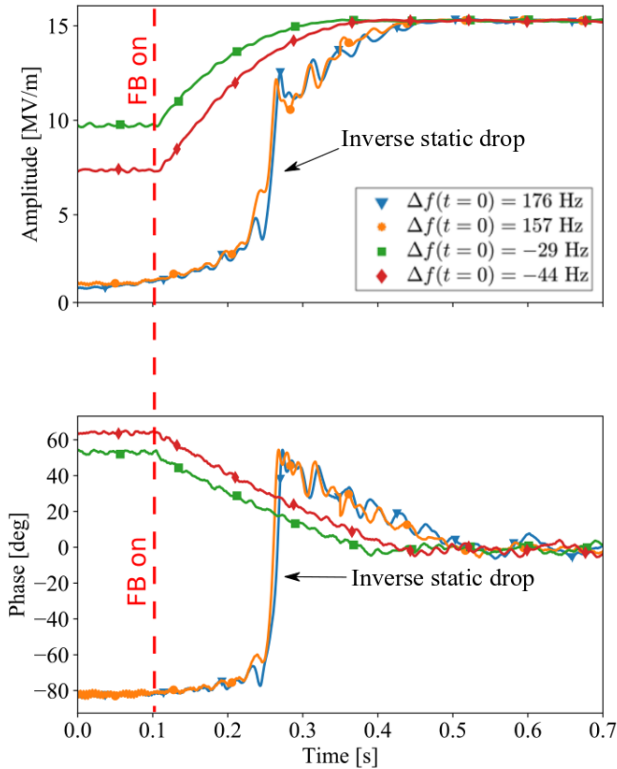 15
10
5
0
Amplitude [MV/m]
FB on
Inverse static drop
Δf(t = 0) = 176 Hz
Δf(t = 0) = 157 Hz
Δf(t = 0) = −29 Hz
Δf(t = 0) = −44 Hz
60
40
20
0
−20
−40
−60
−80
Phase [deg]
FB on
Inverse static drop
0.0 0.1 0.2 0.3 0.4 0.5 0.6 0.7
Time [s]